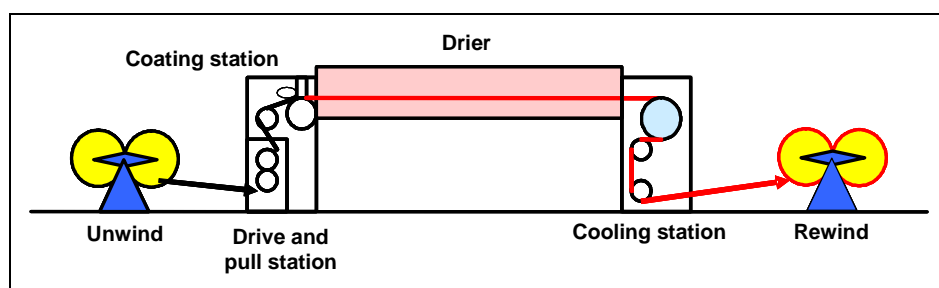 Drier
Coating station
Unwind
Drive and
pull station
Cooling station
Rewind